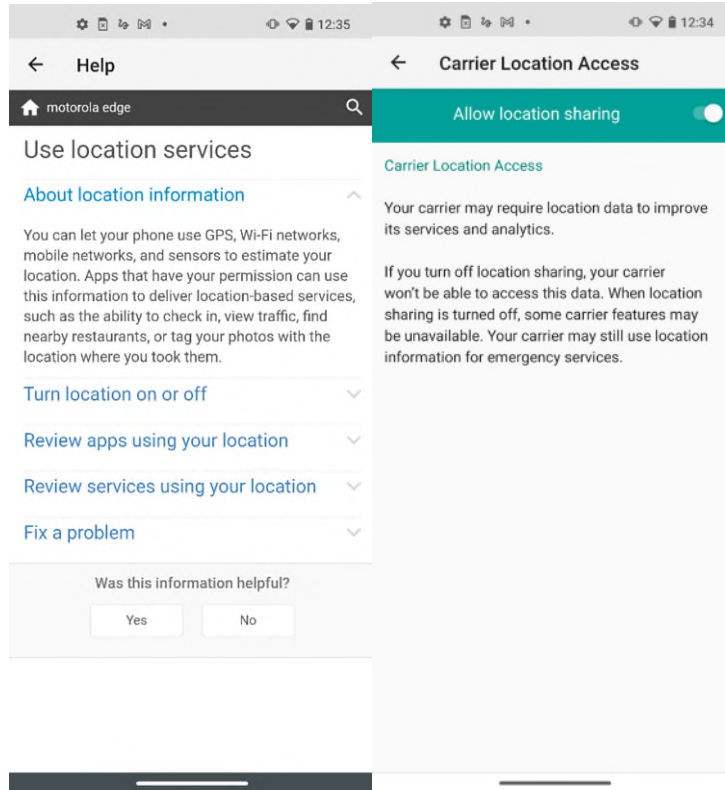 12:35
Help
motorola edge
Use location services
About location information
You can let your phone use GPS, Wi-Fi networks,
mobile networks, and sensors to estimate your
location. Apps that have your permission can use
this information to deliver location-based services,
such as the ability to check in, view traffic, find
nearby restaurants, or tag your photos with the
location where you took them.
Turn location on or off
Review apps using your location
Review services using your location
Fix a problem
Was this information helpful?
Yes
No
12:34
Carrier Location Access
Allow location sharing
Carrier Location Access
Your carrier may require location data to improve
its services and analytics.
If you turn off location sharing, your carrier
won't be able to access this data. When location
sharing is turned off, some carrier features may
be unavailable. Your carrier may still use location
information for emergency services.